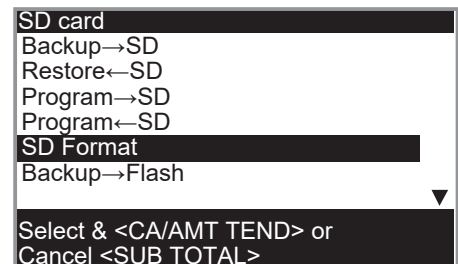 SD card
Backup→SD
Restore←SD
Program→SD
Program←SD
SD Format
Backup→Flash
▼
Select & <CA/AMT TEND> or
Cancel <SUB TOTAL>